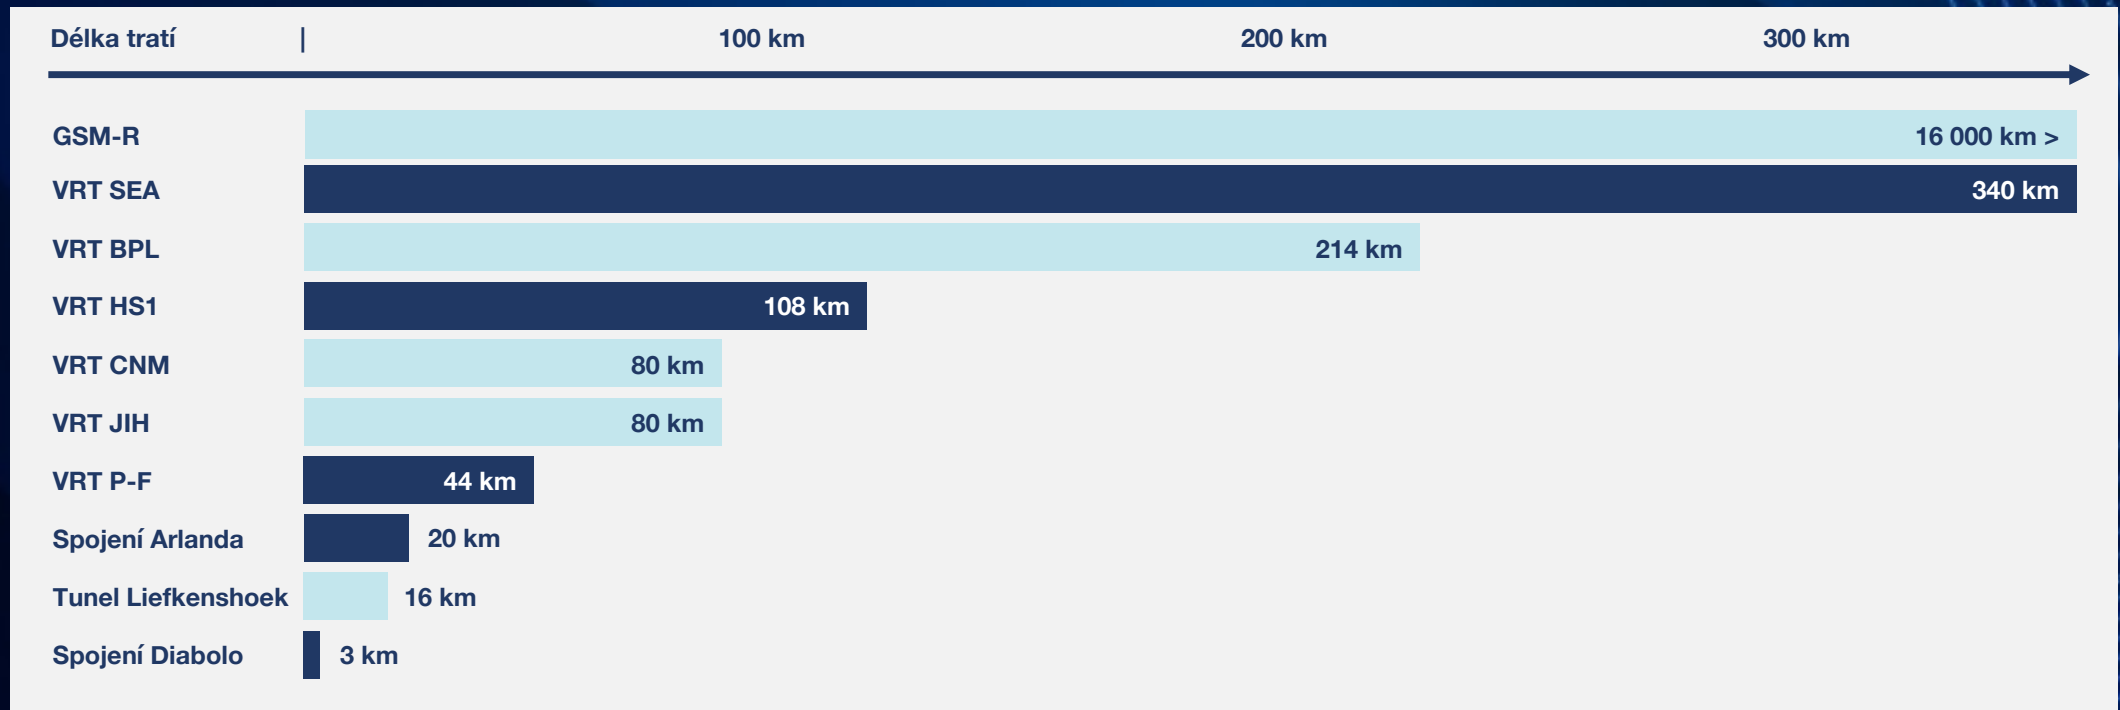 Délka tratí | 100 km 200 km 300 km
GSM-R 16 000 km >
VRT SEA 340 km
VRT BPL 214 km
VRT HS1 108 km
VRT CNM 80 km
VRT JIH 80 km
VRT P-F 44 km
Spojení Arlanda 20 km
Tunel Liefkenshoek 16 km
Spojení Diabolo 3 km